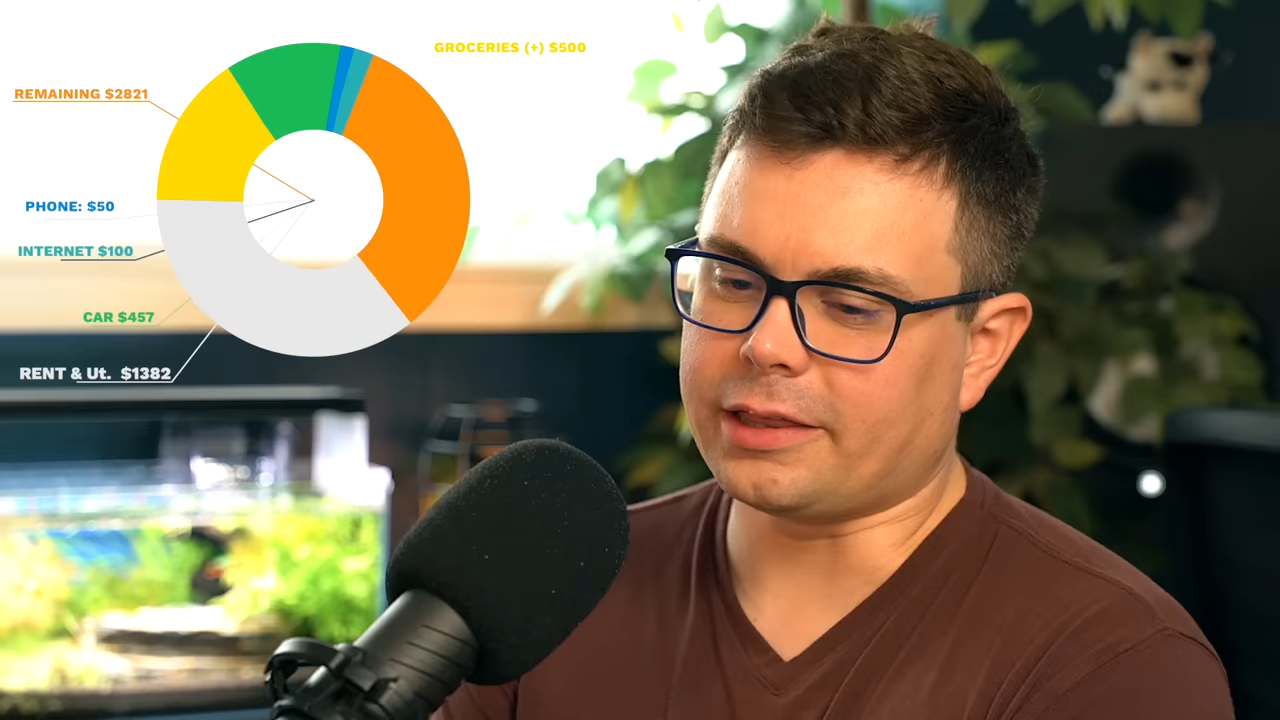 GROCERIES (+) $500
REMAINING $2821
PHONE: $50
INTERNET $100
CAR $457
RENT & Ut. $1382